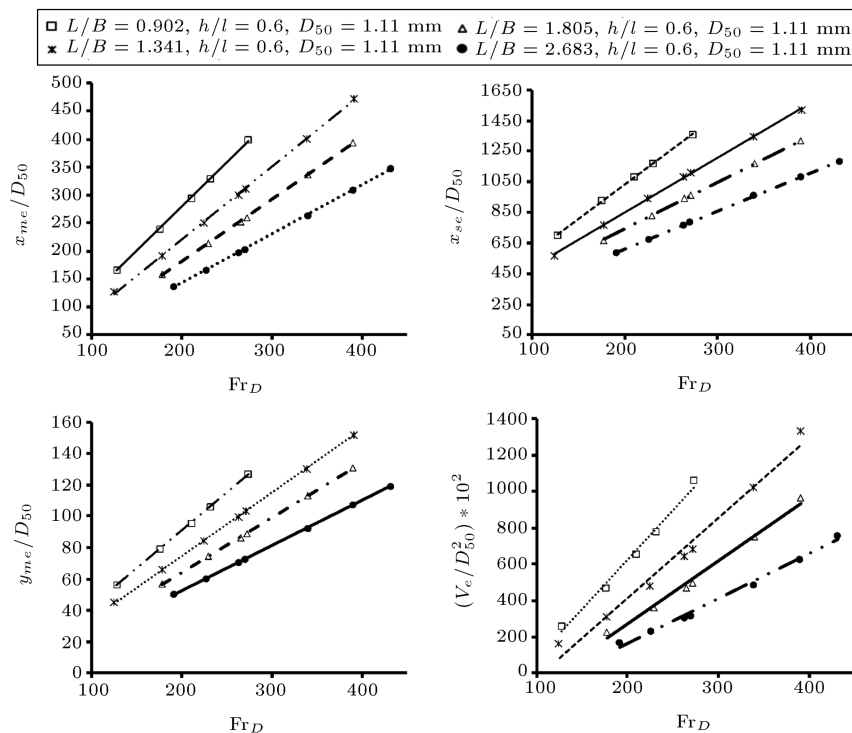 L/B = 0.902, h/l = 0.6, D50 = 1.11 mm
L/B = 1.805, h/l = 0.6, D50 = 1.11 mm
L/B = 1.341, h/l = 0.6, D50 = 1.11 mm
L/B = 2.683, h/l = 0.6, D50 = 1.11 mm
500
450
400
350
300
250
200
150
100
50
xme/D50
100 200 300 400
FrD
1650
1450
1250
1050
850
650
450
250
50
xse/D50
100 200 300 400
FrD
160
140
120
100
80
60
40
20
0
yme/D50
100 200 300 400
FrD
1400
1200
1000
800
600
400
200
0
(Ve/D²50) * 10²
100 200 300 400
FrD